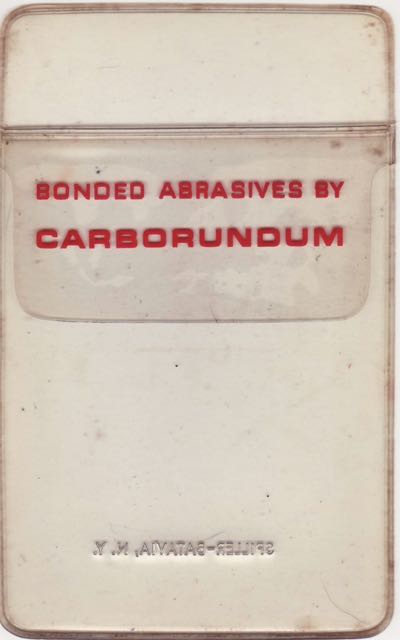 BONDED ABRASIVES BY
CARBORUNDUM
SPILLER-BATAVIA, N. Y.